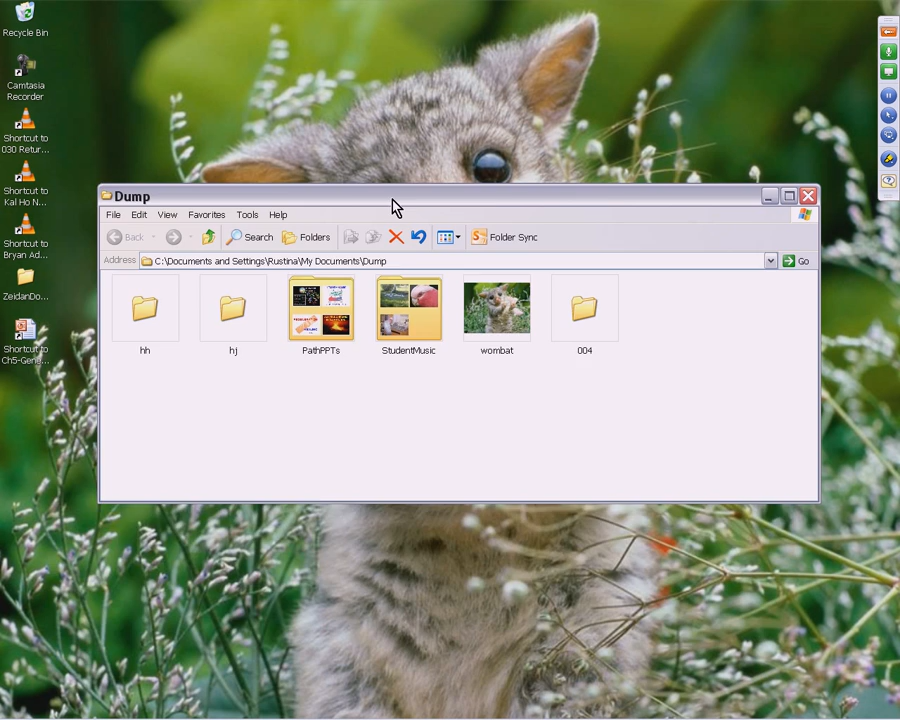 Recycle Bin
Camtasia
Recorder
Shortcut to
030 Retur...
Shortcut to
Kal Ho N...
Shortcut to
Bryan Ad...
ZeidanDo...
Shortcut to
Ch5-Gene...
Dump
File Edit View Favorites Tools Help
Back Search Folders Folder Sync
Address C:\Documents and Settings\Rustina\My Documents\Dump Go
hh hj PathPPTs StudentMusic wombat 004